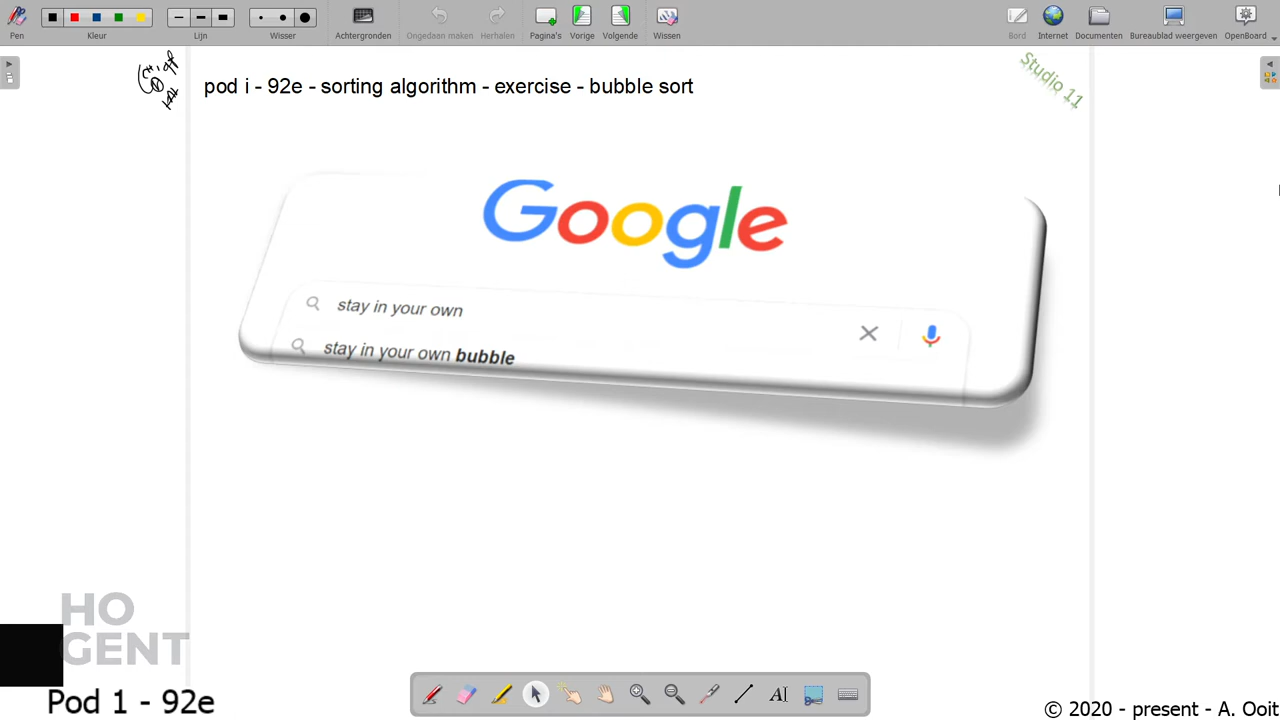 Pen
Kleur
Lijn
Wisser
Achtergronden
Ongedaan maken
Herhalen
Pagina's
Vorige
Volgende
Wissen
Bord
Internet
Documenten
Bureaublad weergeven
OpenBoard
pod i - 92e - sorting algorithm - exercise - bubble sort
Studio 11
Google
stay in your own
stay in your own bubble
HO
GENT
Pod 1 - 92e
© 2020 - present - A. Ooit